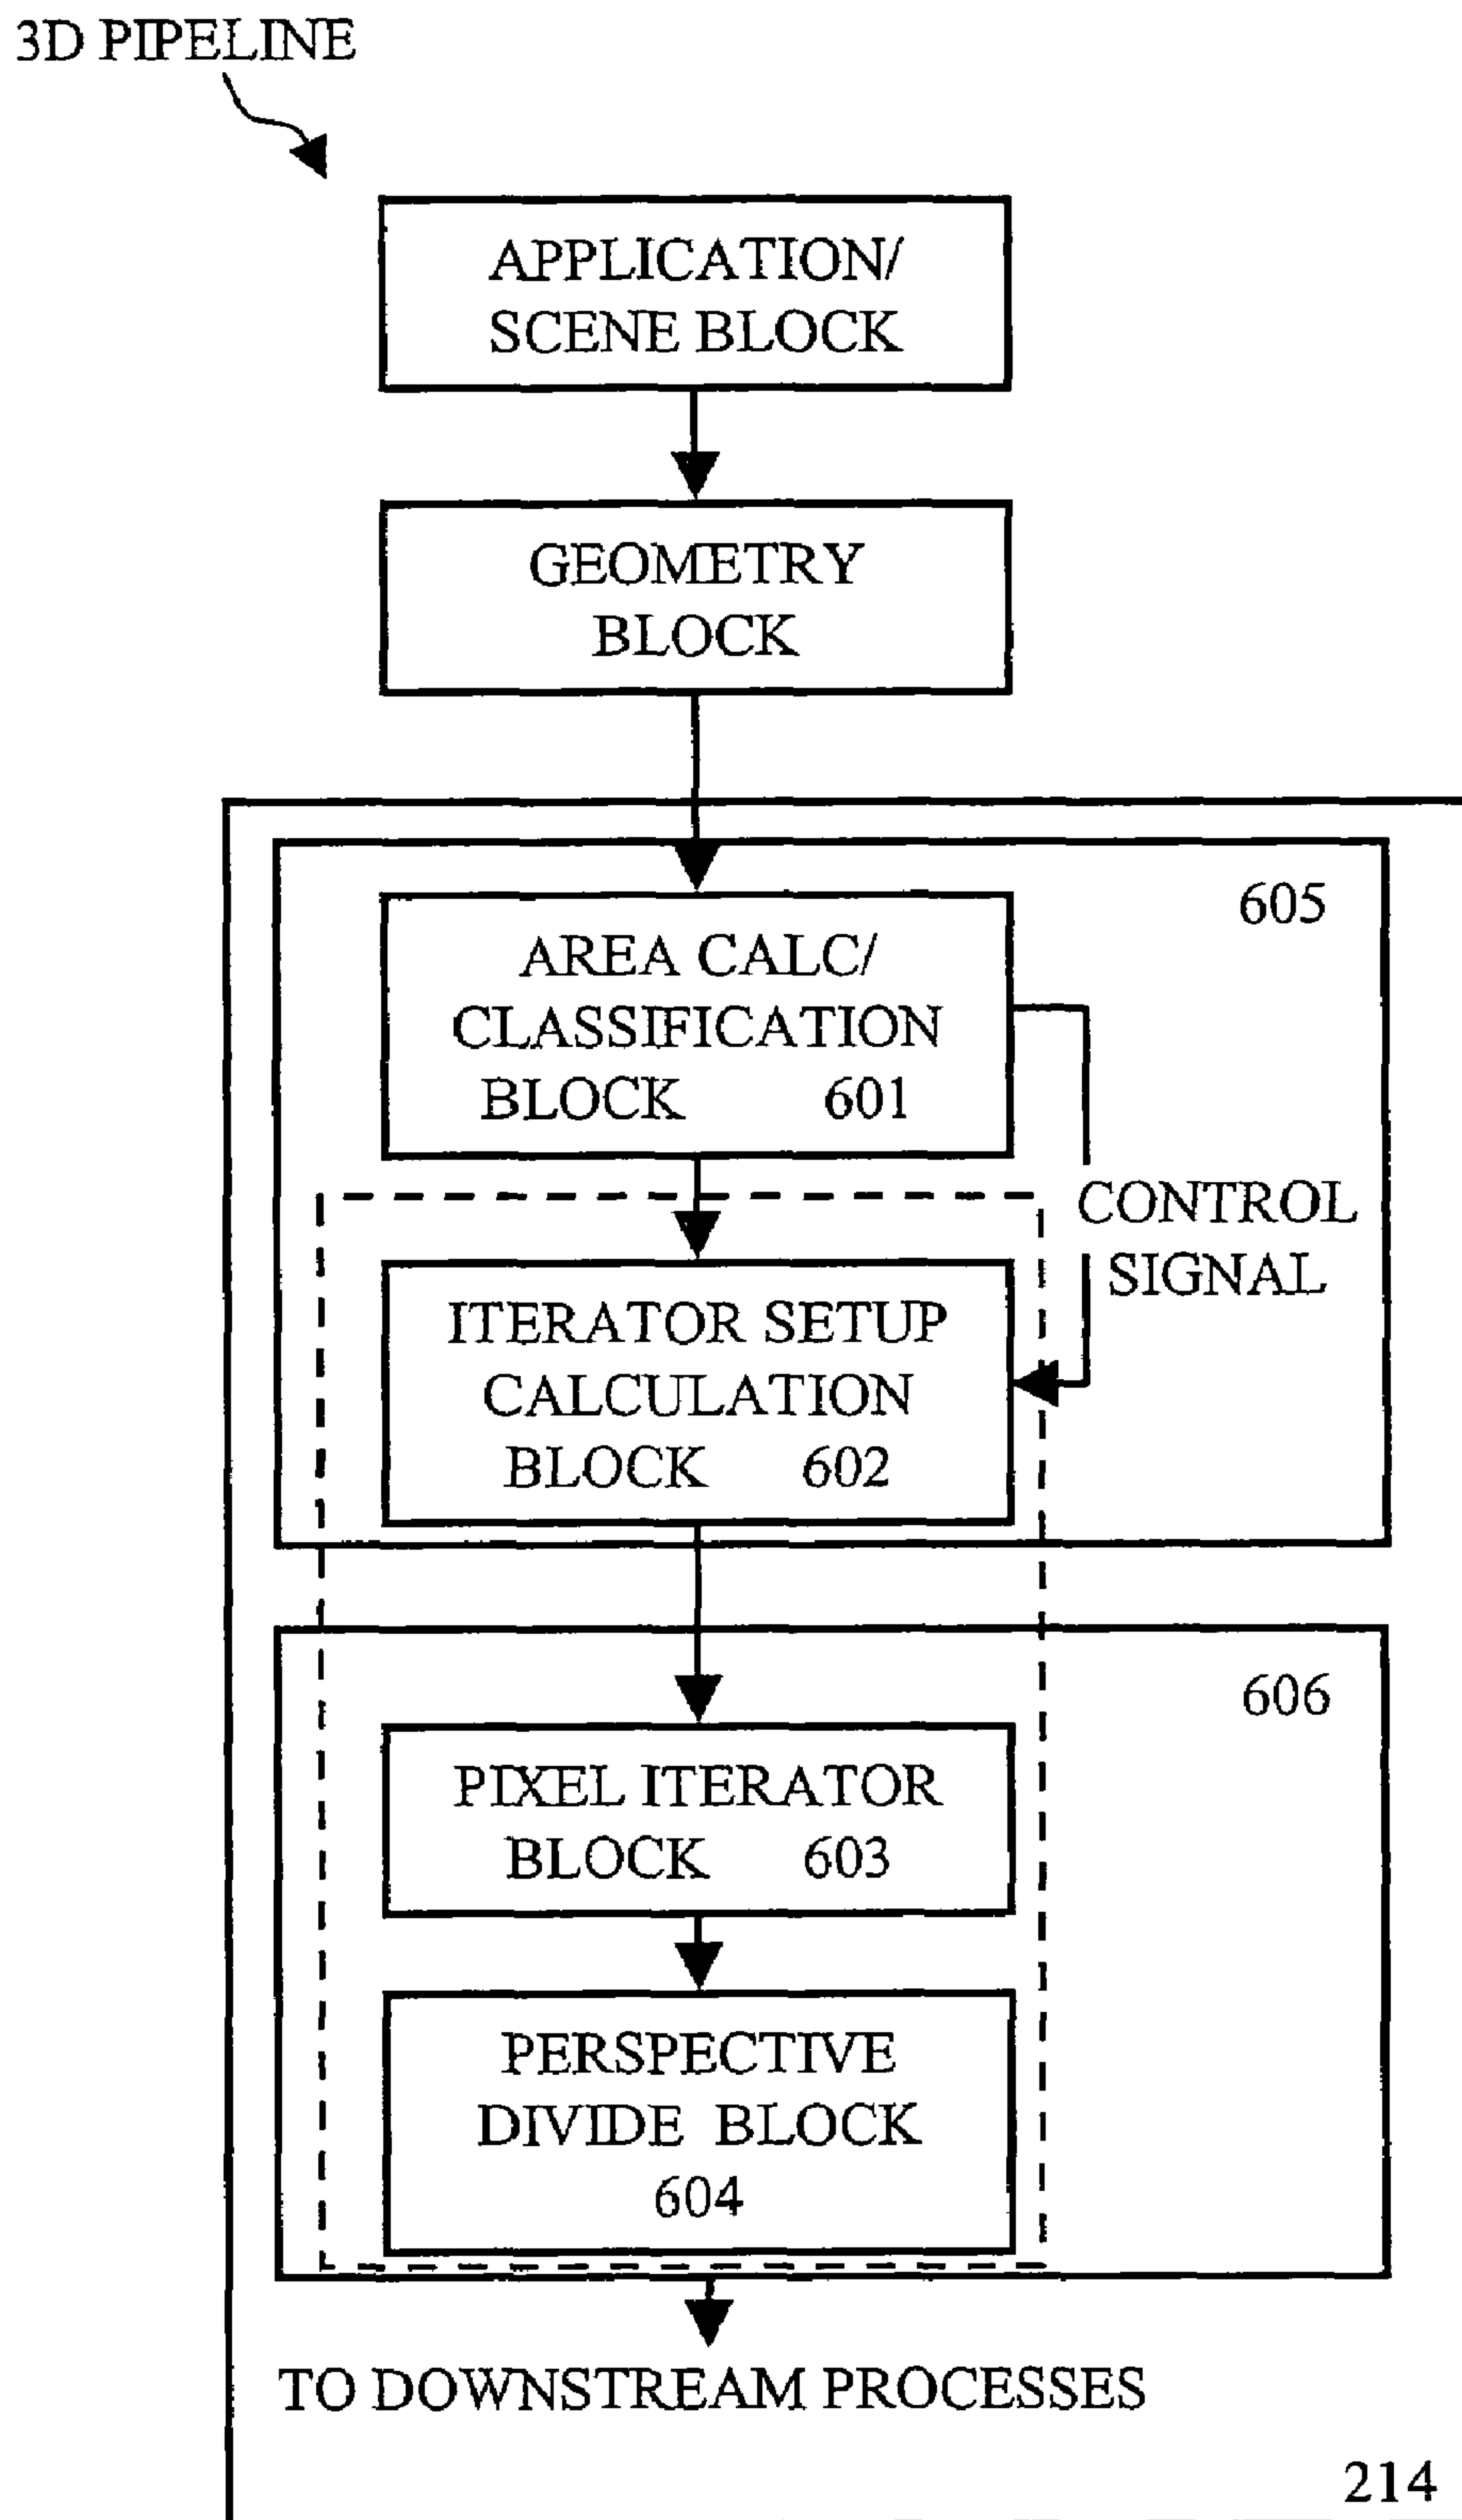 3D PIPELINE
APPLICATION/
SCENE BLOCK
GEOMETRY
BLOCK
605
AREA CALC/
CLASSIFICATION
BLOCK 601
CONTROL
SIGNAL
ITERATOR SETUP
CALCULATION
BLOCK 602
606
PIXEL ITERATOR
BLOCK 603
PERSPECTIVE
DIVIDE BLOCK
604
TO DOWNSTREAM PROCESSES
214